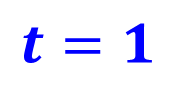 t = 1